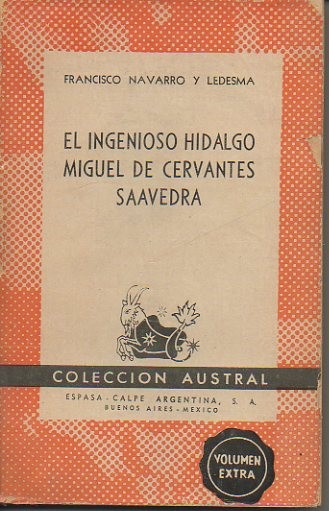 FRANCISCO NAVARRO Y LEDESMA
EL INGENIOSO HIDALGO
MIGUEL DE CERVANTES
SAAVEDRA
COLECCION AUSTRAL
ESPASA - CALPE ARGENTINA, S. A.
BUENOS AIRES - MEXICO
VOLUMEN
EXTRA